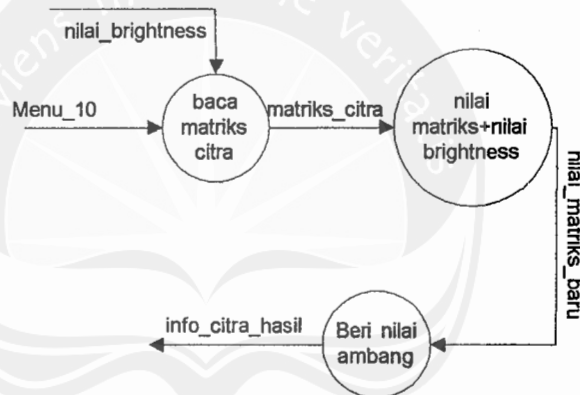 nilai_brightness
Menu_10
baca
matriks
citra
matriks_citra
nilai
matriks+nilai
brightness
nilai_matriks_baru
info_citra_hasil
Beri nilai
ambang